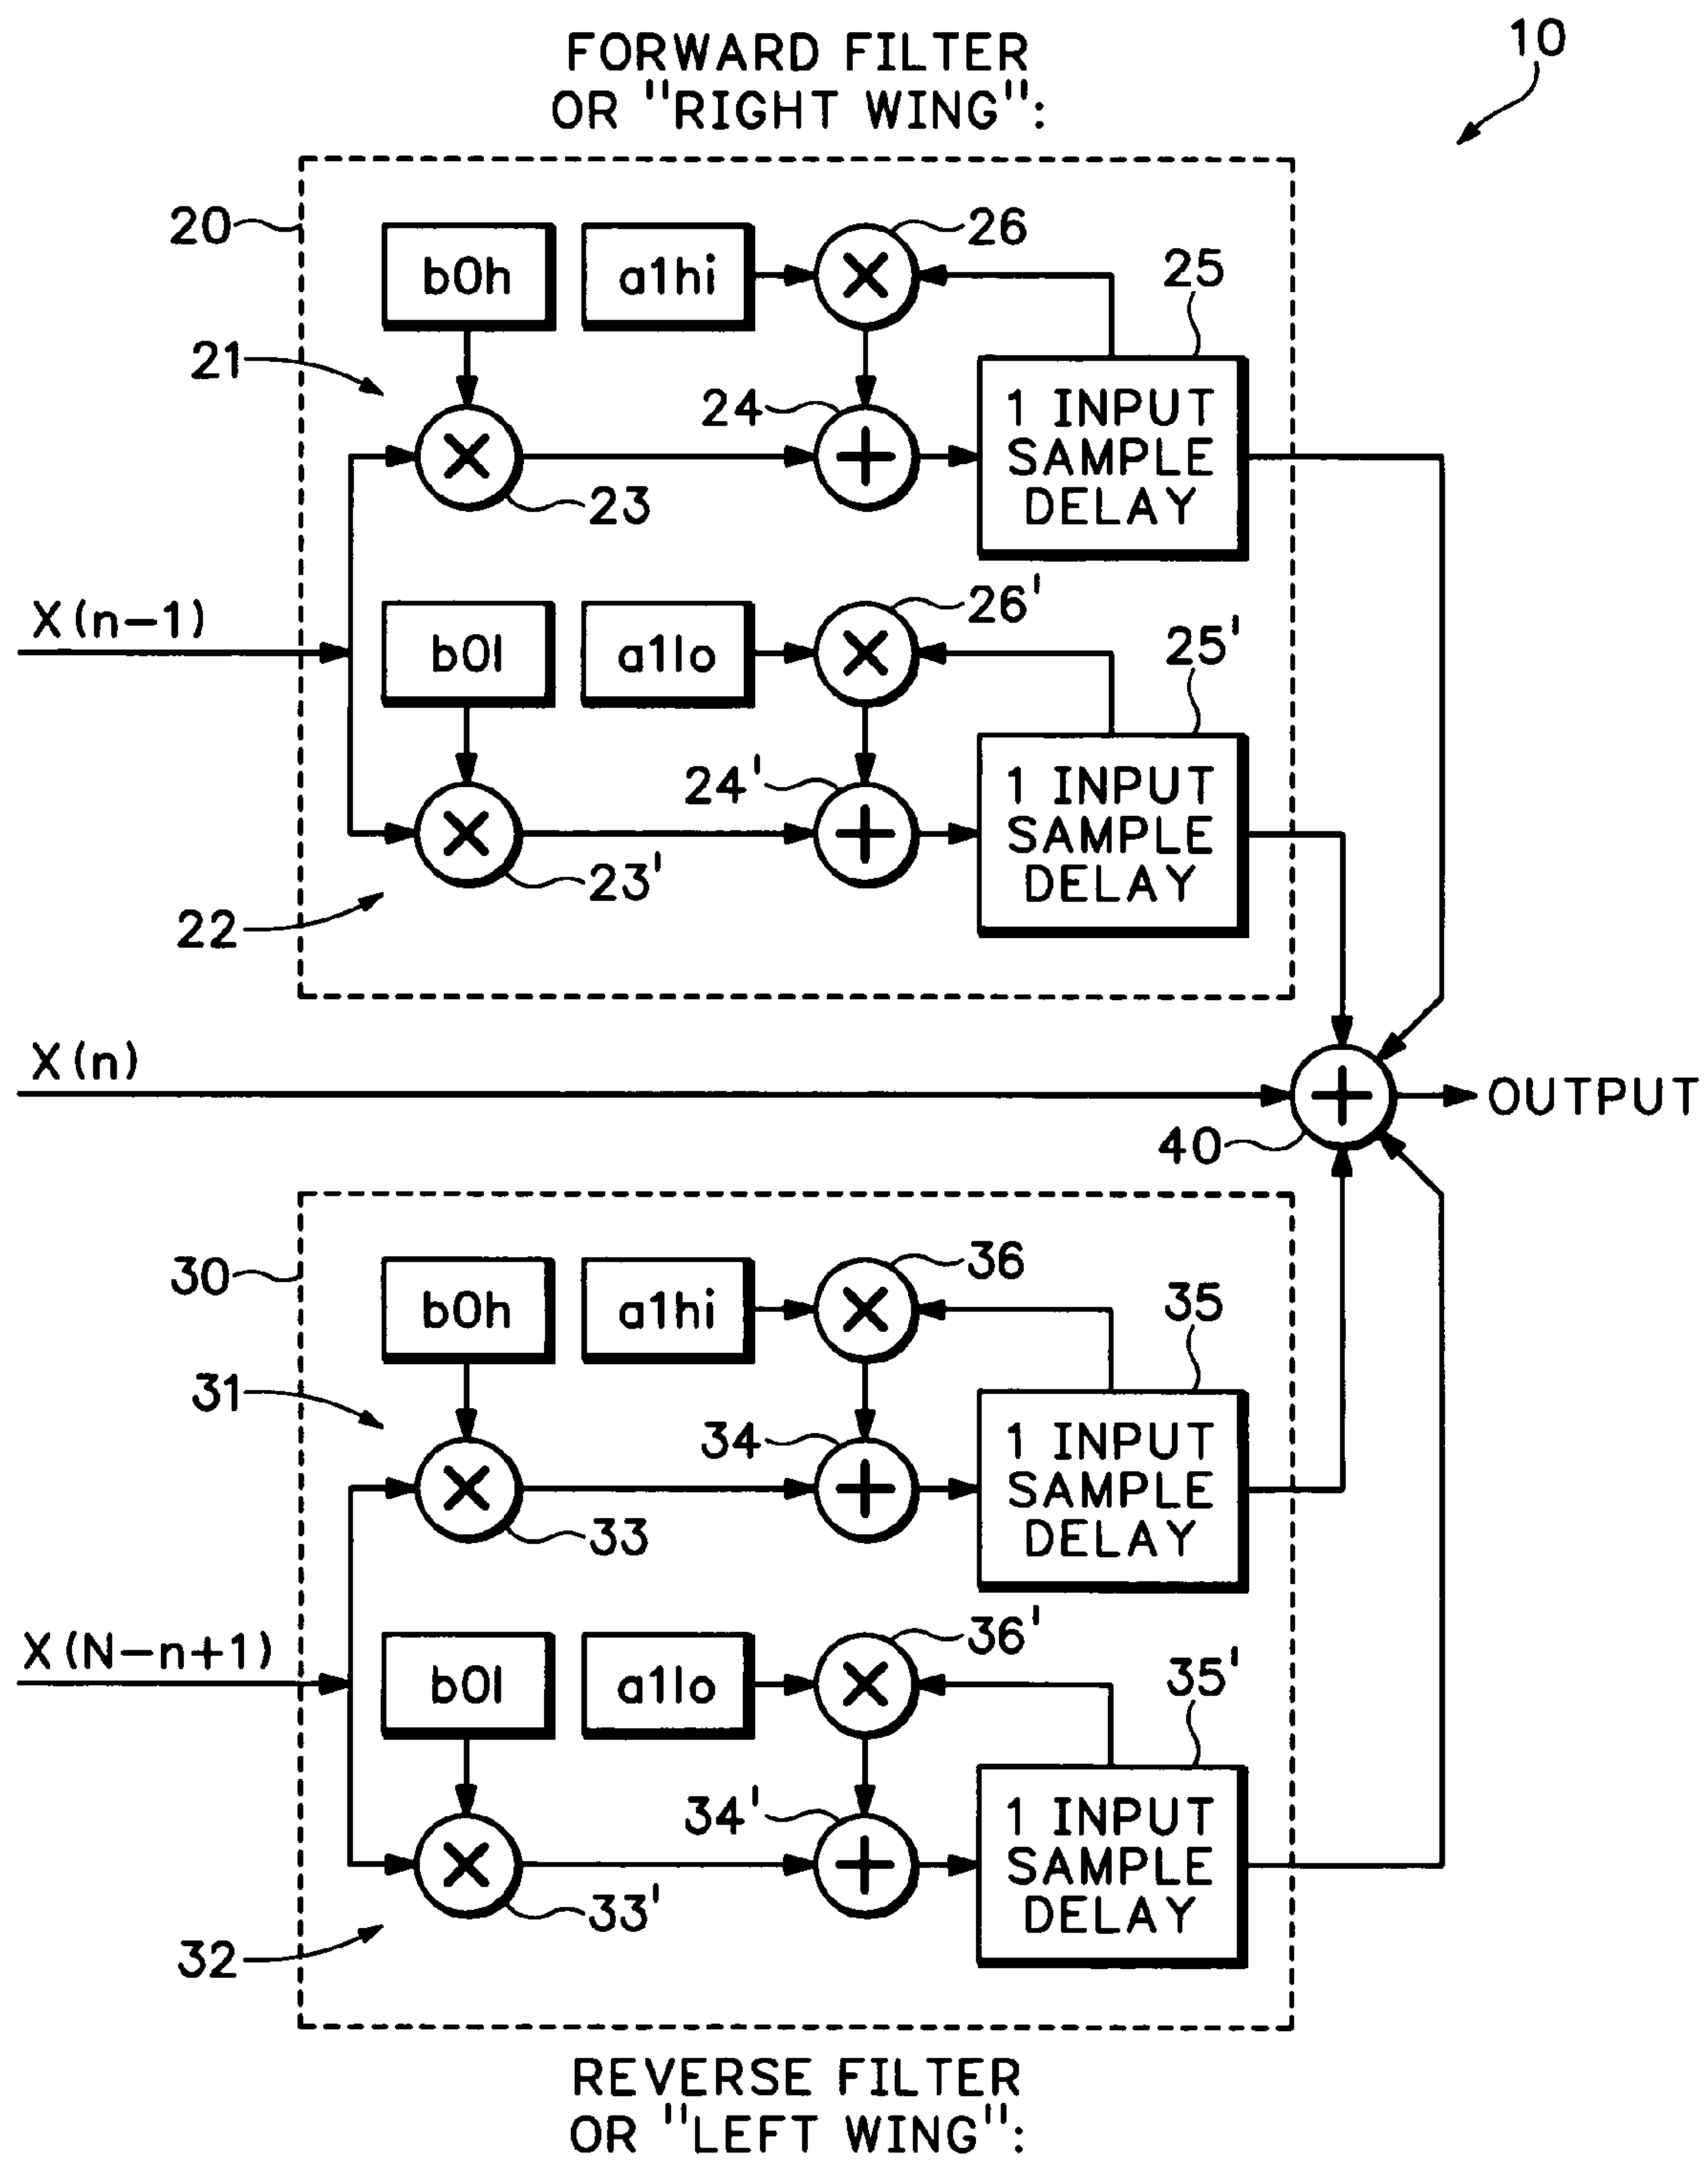 FORWARD FILTER
OR "RIGHT WING":
10
20
b0h
a1hi
26
25
21
24
1 INPUT
SAMPLE
DELAY
23
X(n-1)
b0l
a1lo
26'
25'
24'
1 INPUT
SAMPLE
DELAY
23'
22
X(n)
OUTPUT
40
30
b0h
a1hi
36
35
31
34
1 INPUT
SAMPLE
DELAY
33
X(N-n+1)
b0l
a1lo
36'
35'
34'
1 INPUT
SAMPLE
DELAY
33'
32
REVERSE FILTER
OR "LEFT WING":